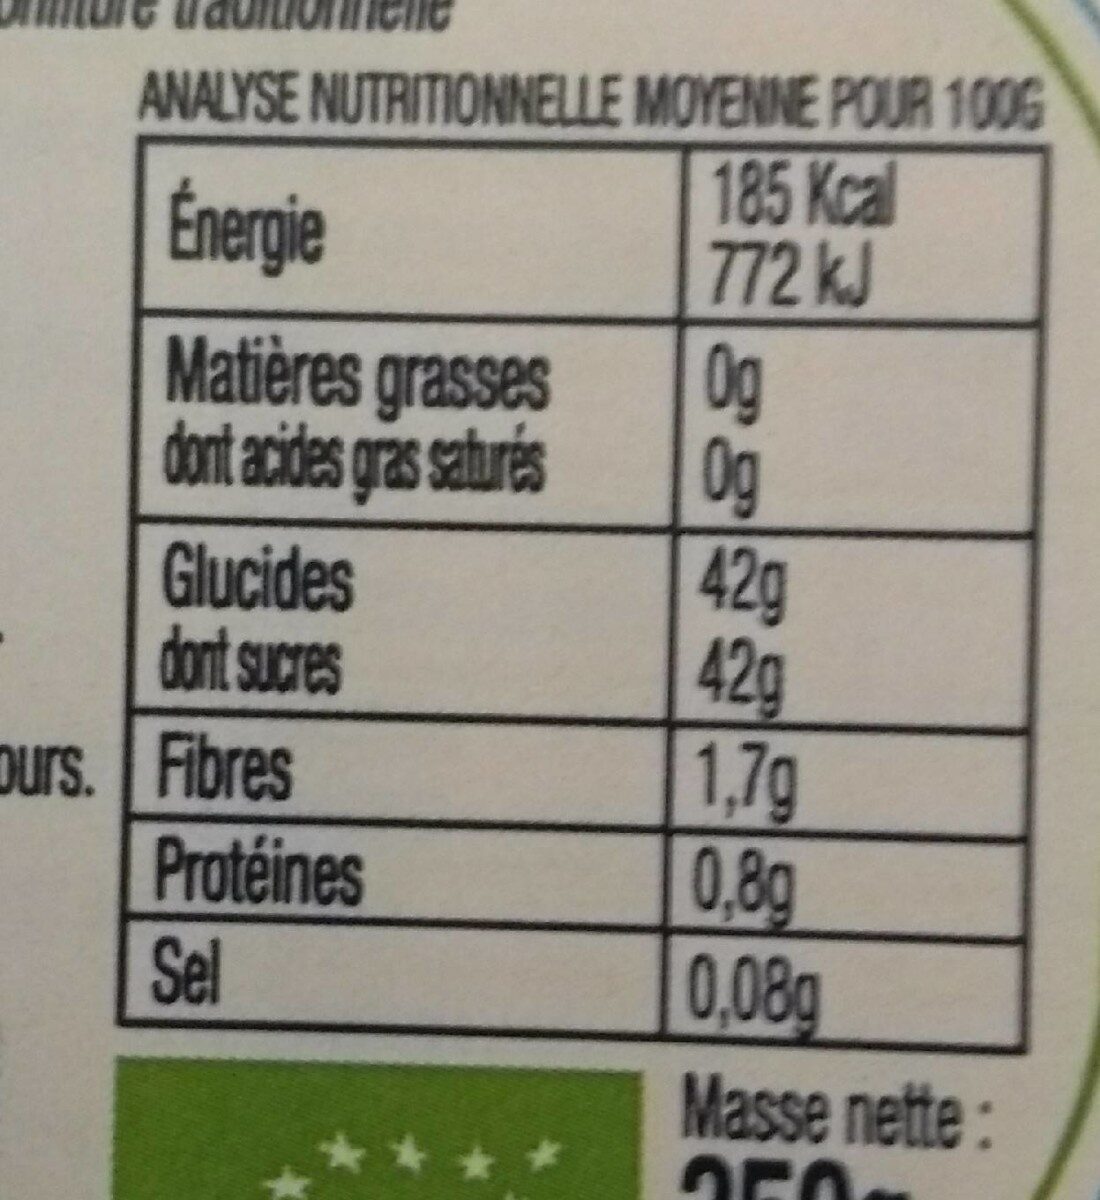 traditionnelle
ANALYSE NUTRITIONNELLE MOYENNE POUR 100G
Énergie
185 Kcal
772 kJ
Matières grasses
0g
dont acides gras saturés
0g
Glucides
42g
dont sucres
42g
ours.
Fibres
1,7g
Protéines
0,8g
Sel
0,08g
Masse nette :